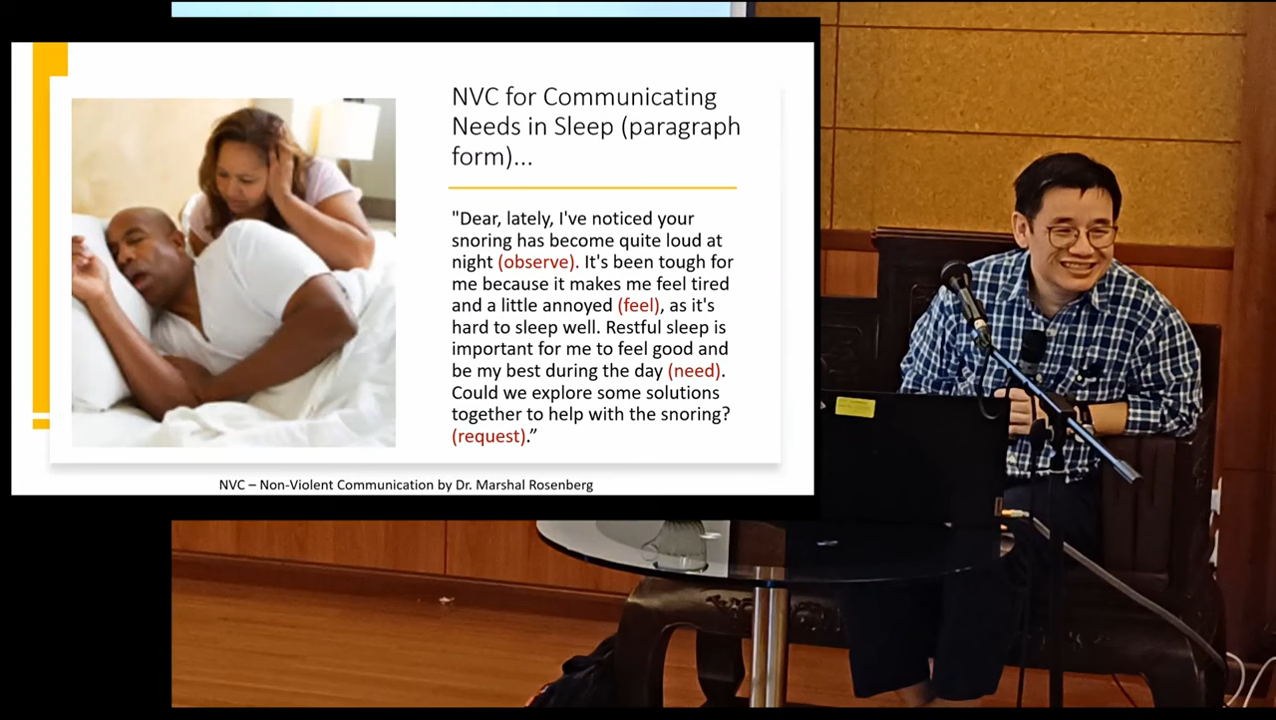 NVC for Communicating
Needs in Sleep (paragraph
form)...
"Dear, lately, I've noticed your
snoring has become quite loud at
night (observe). It's been tough for
me because it makes me feel tired
and a little annoyed (feel), as it's
hard to sleep well. Restful sleep is
important for me to feel good and
be my best during the day (need).
Could we explore some solutions
together to help with the snoring?
(request).”
NVC – Non-Violent Communication by Dr. Marshal Rosenberg